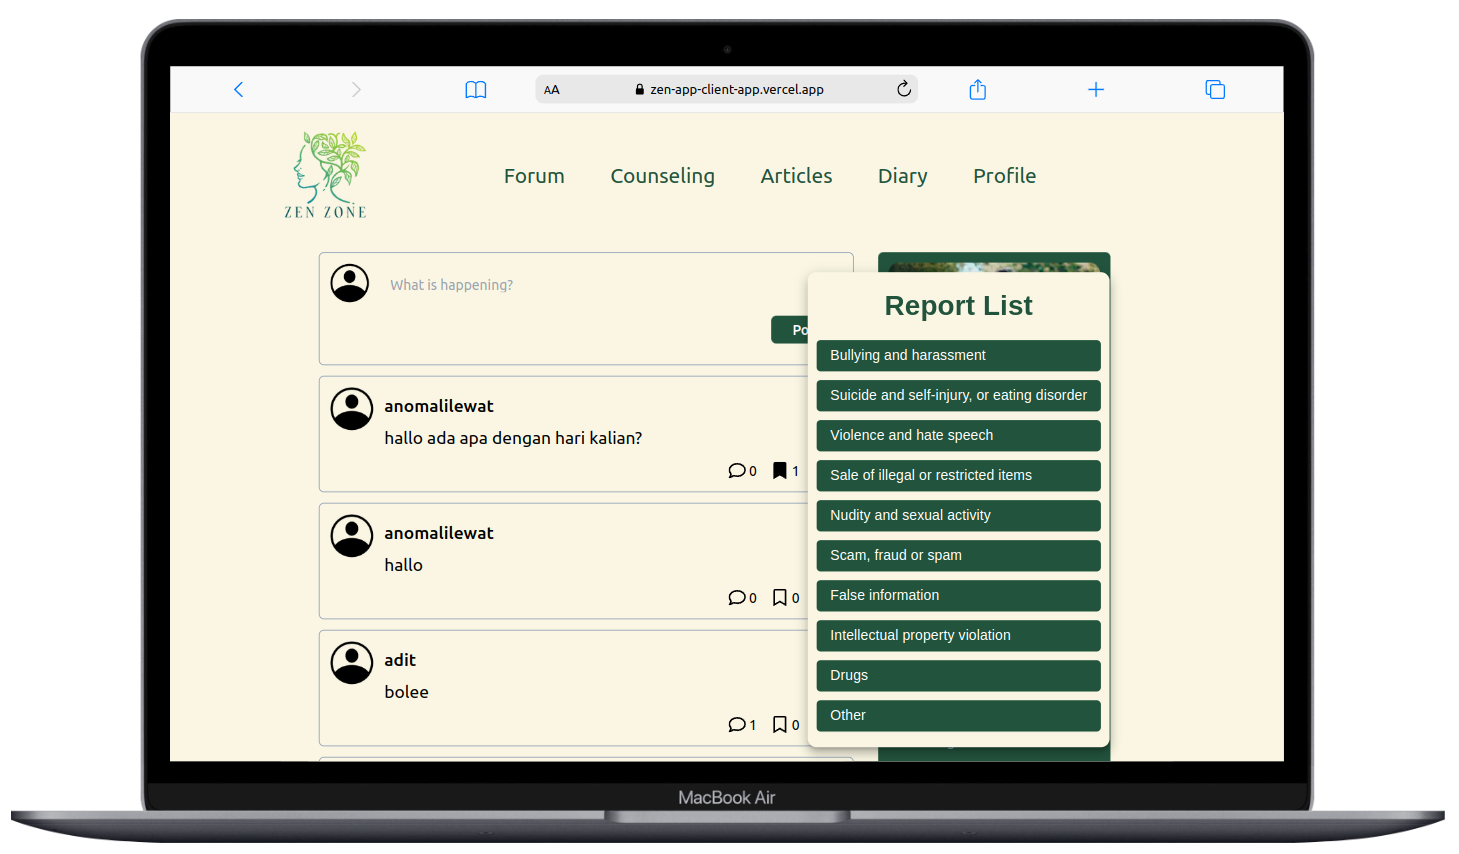 AA zen-app-client-app.vercel.app
ZEN ZONE
Forum Counseling Articles Diary Profile
What is happening?
Po
anomalilewat
hallo ada apa dengan hari kalian?
0 1
anomalilewat
hallo
0 0
adit
bolee
1 0
Report List
Bullying and harassment
Suicide and self-injury, or eating disorder
Violence and hate speech
Sale of illegal or restricted items
Nudity and sexual activity
Scam, fraud or spam
False information
Intellectual property violation
Drugs
Other
MacBook Air